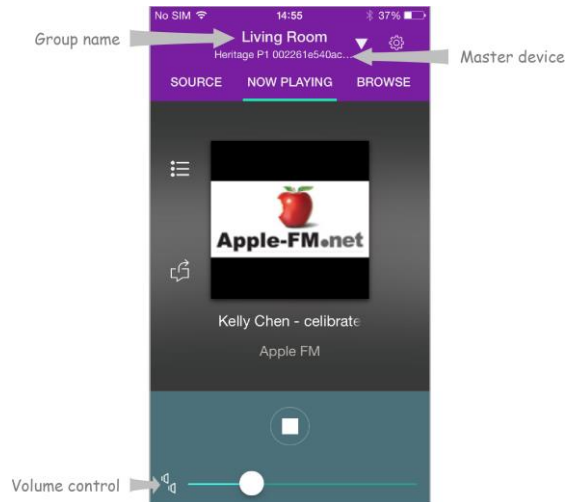 No SIM 14:55 37%
Group name
Living Room
Heritage P1 002261e540ac...
Master device
SOURCE NOW PLAYING BROWSE
Apple-FM.net
Kelly Chen - celibrate
Apple FM
Volume control